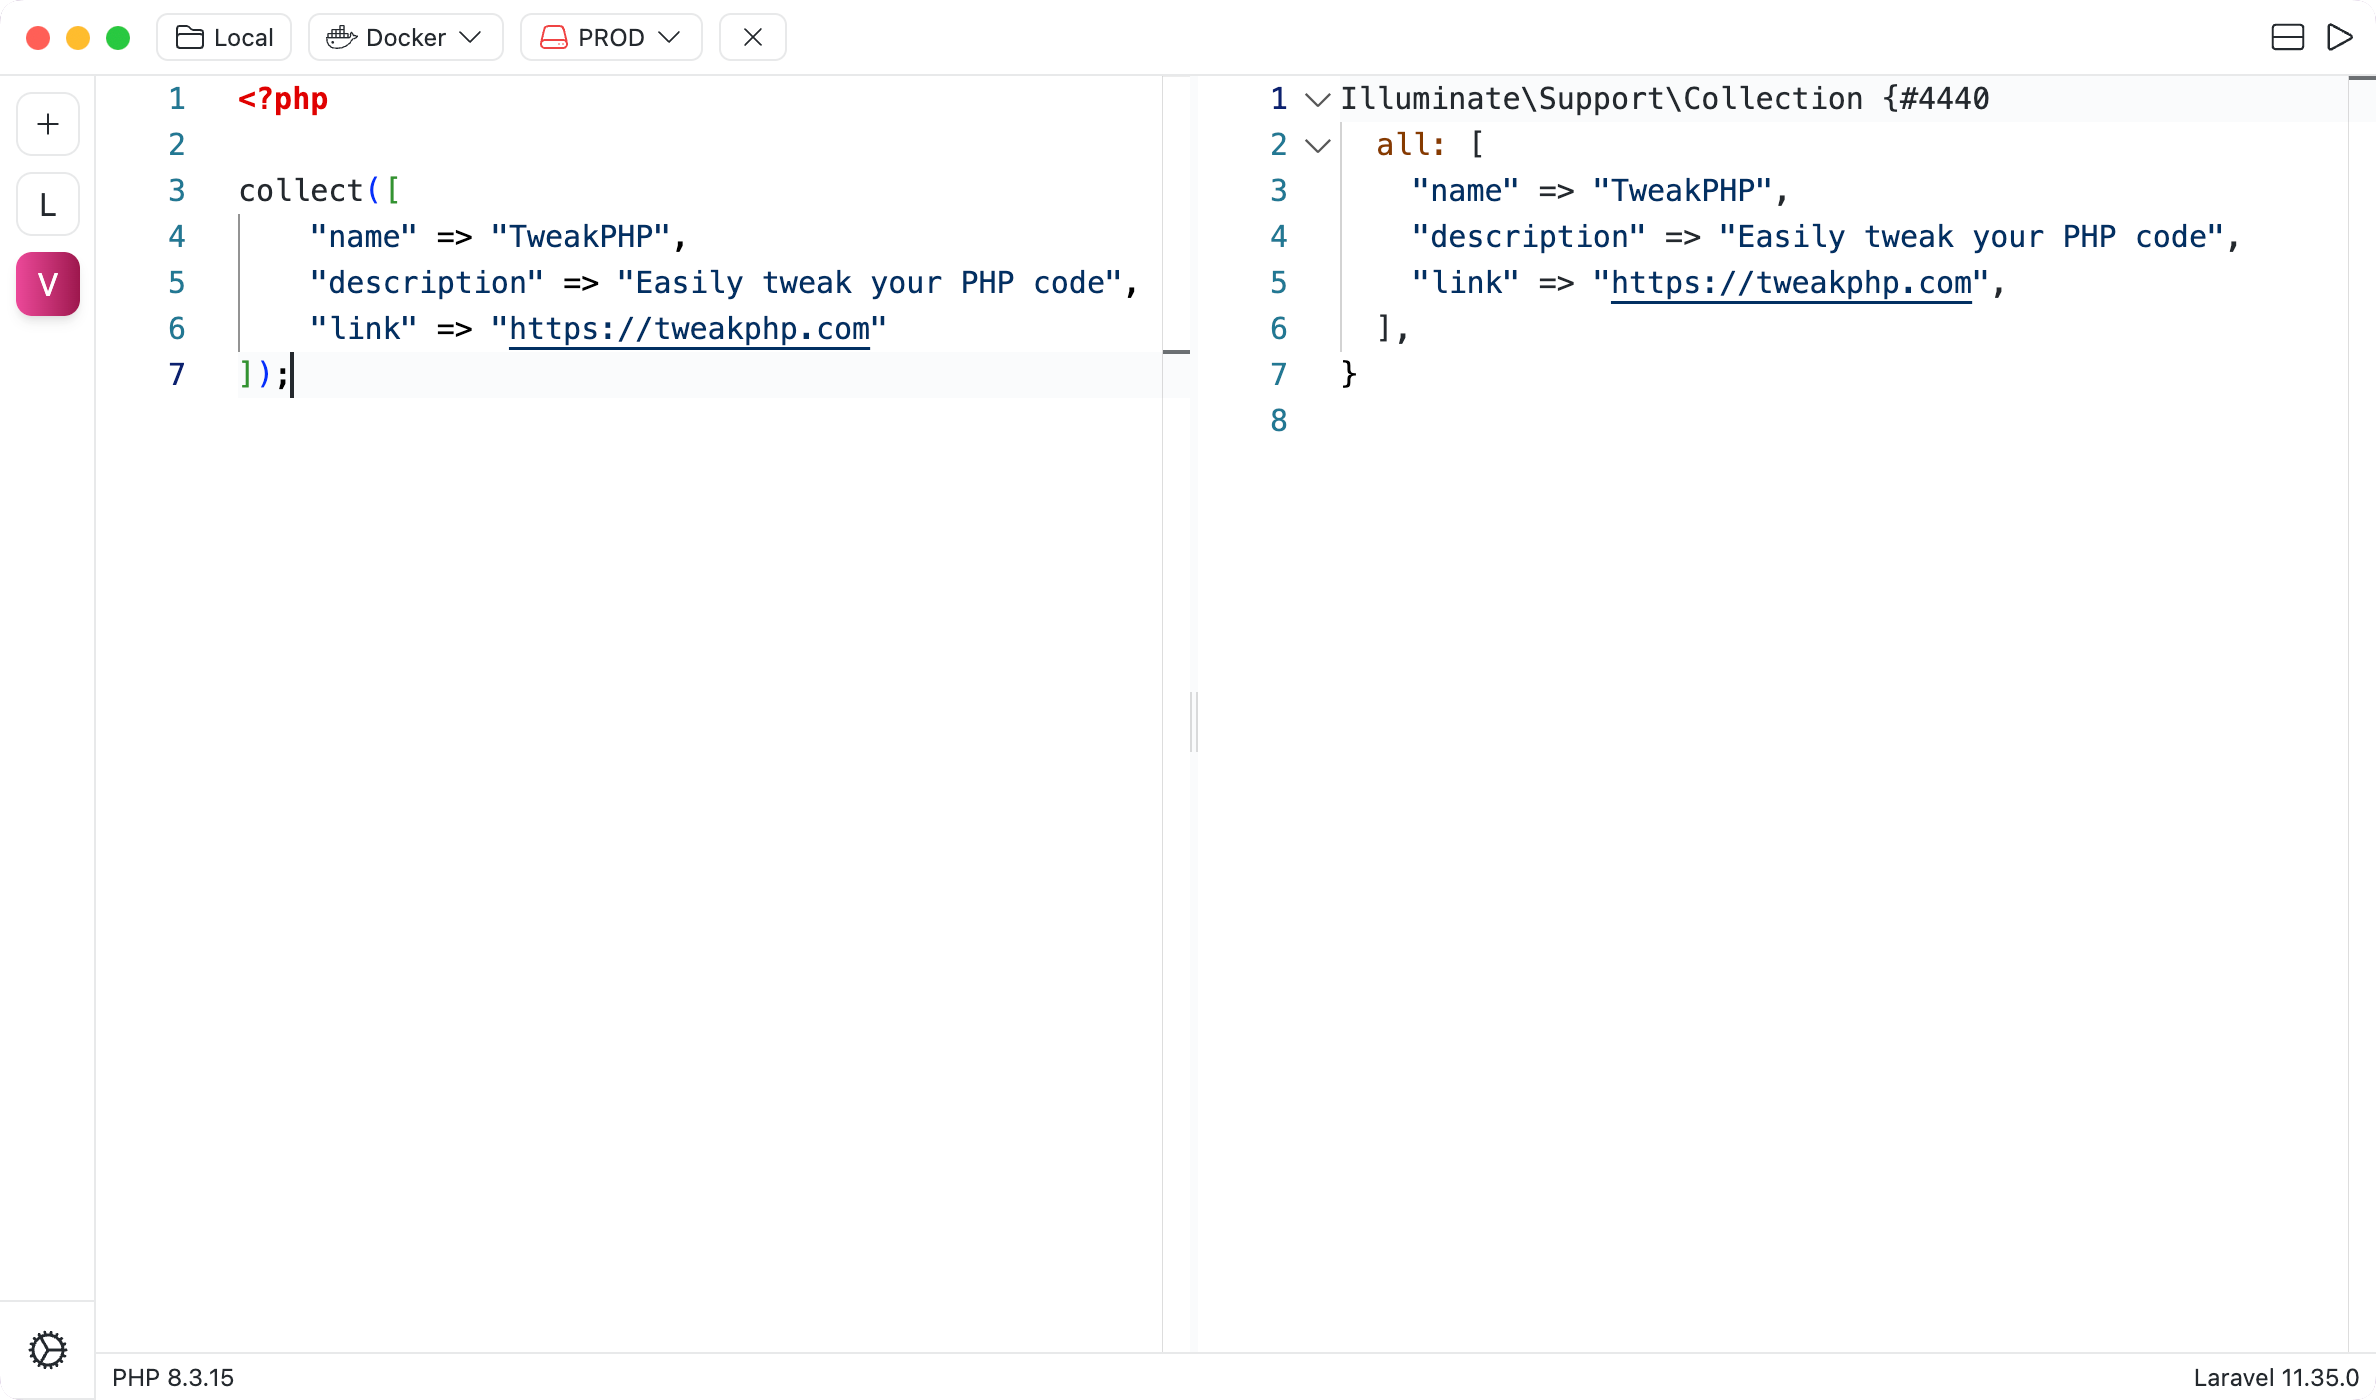 Local Docker PROD
L
V
1 <?php
2
3 collect([
4     "name" => "TweakPHP",
5     "description" => "Easily tweak your PHP code",
6     "link" => "https://tweakphp.com"
7 ]);
1 Illuminate\Support\Collection {#4440
2   all: [
3     "name" => "TweakPHP",
4     "description" => "Easily tweak your PHP code",
5     "link" => "https://tweakphp.com",
6   ],
7 }
8
PHP 8.3.15
Laravel 11.35.0